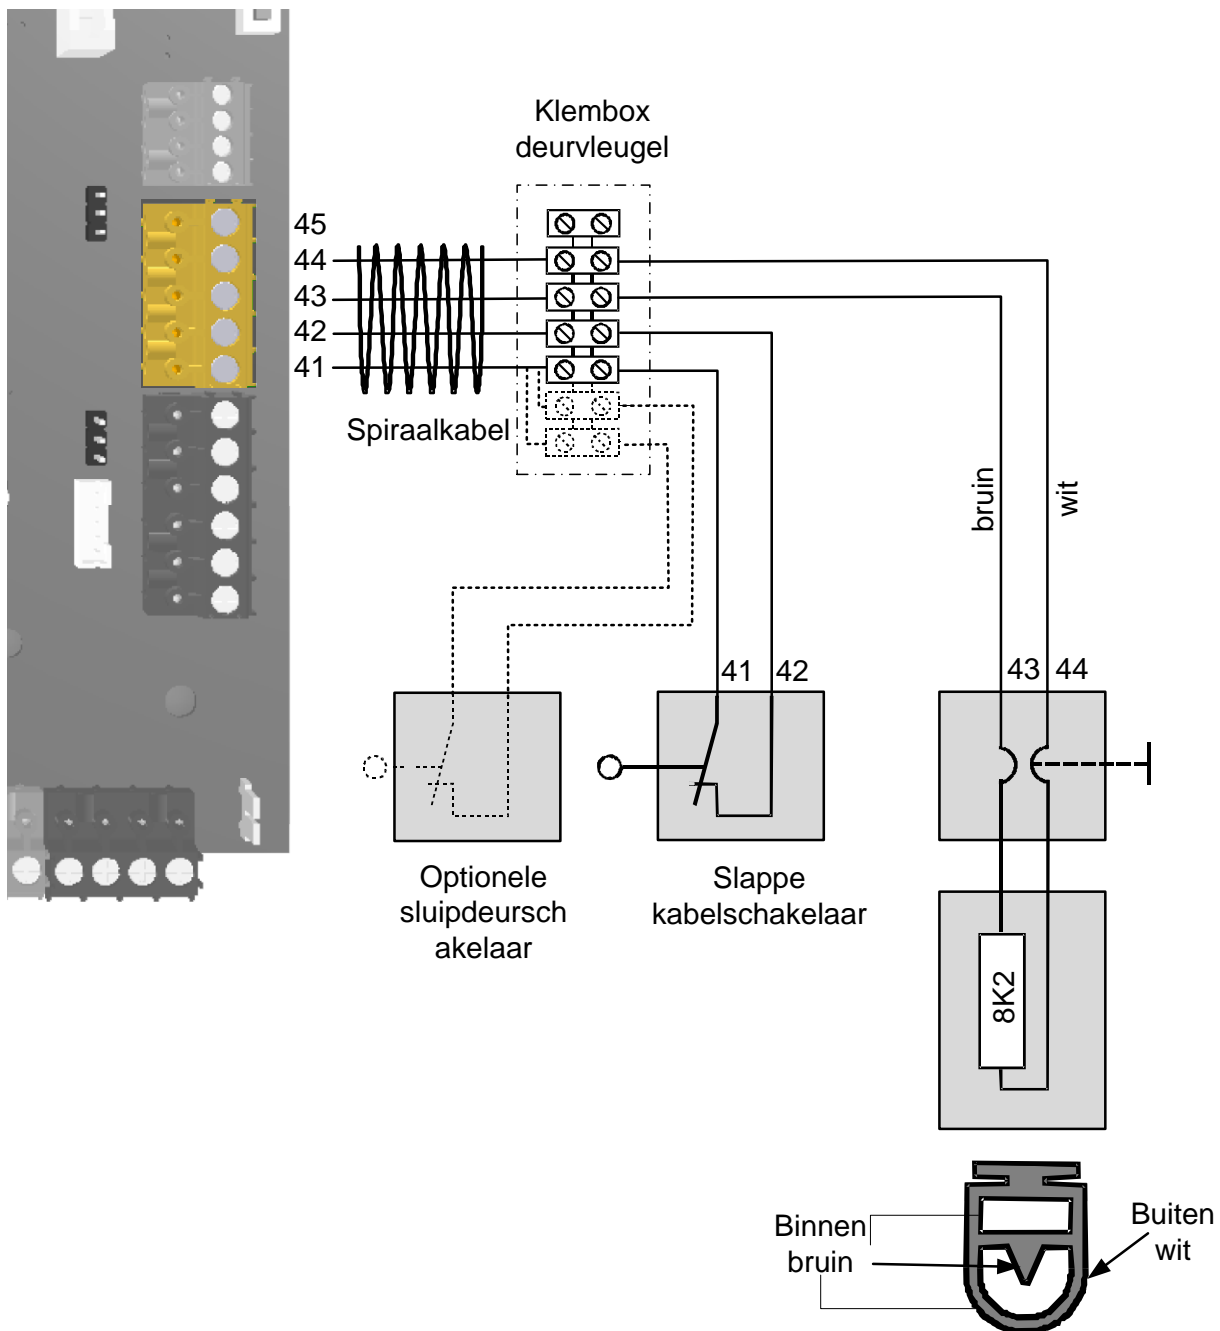 Klembox
deurvleugel
45
44
43
42
41
Spiraalkabel
bruin
wit
41 42
43 44
Optionele
sluipdeursch
akelaar
Slappe
kabelschakelaar
8K2
Binnen
bruin
Buiten
wit